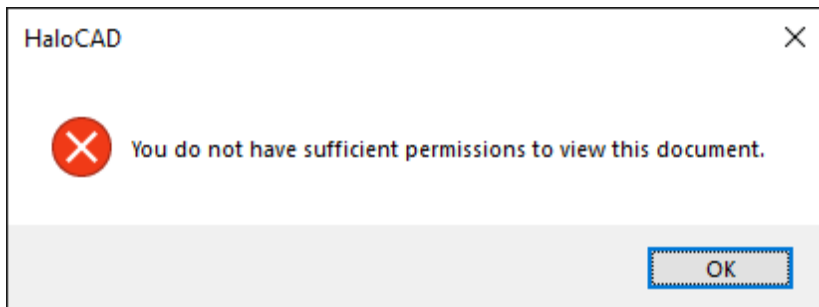 HaloCAD
You do not have sufficient permissions to view this document.
OK